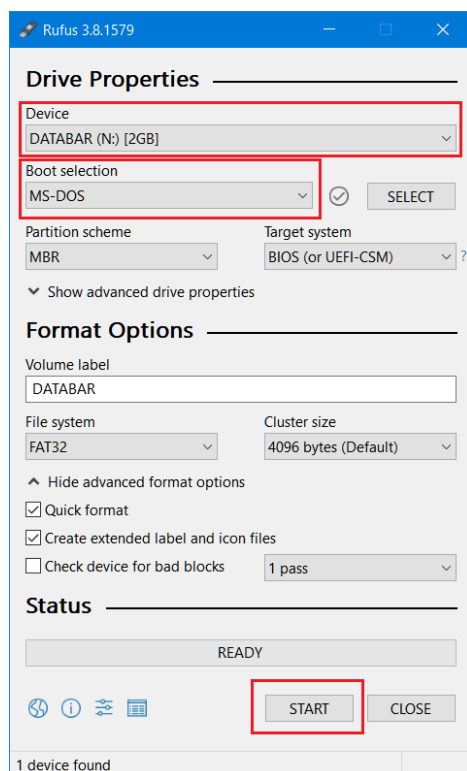 Rufus 3.8.1579
Drive Properties
Device
DATABAR (N:) [2GB]
Boot selection
MS-DOS
SELECT
Partition scheme
Target system
MBR
BIOS (or UEFI-CSM)
?
Show advanced drive properties
Format Options
Volume label
DATABAR
File system
Cluster size
FAT32
4096 bytes (Default)
Hide advanced format options
Quick format
Create extended label and icon files
Check device for bad blocks
1 pass
Status
READY
START
CLOSE
1 device found